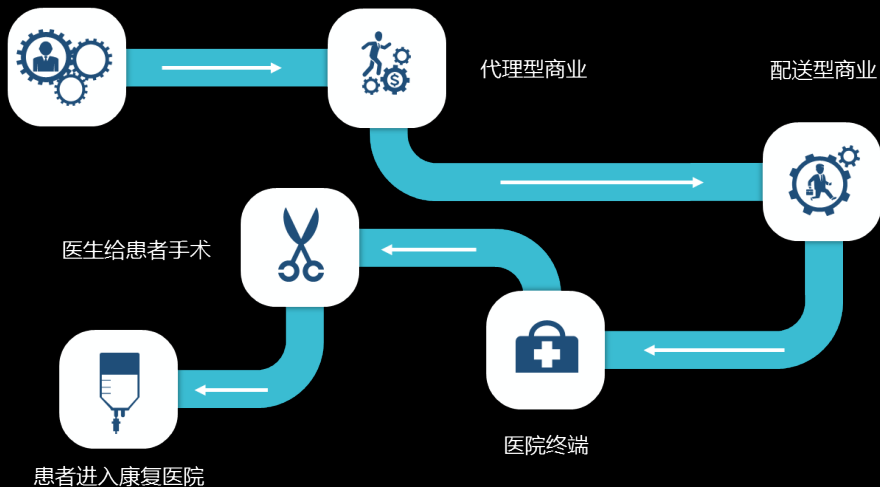 代理型商业
配送型商业
医生给患者手术
医院终端
患者进入康复医院